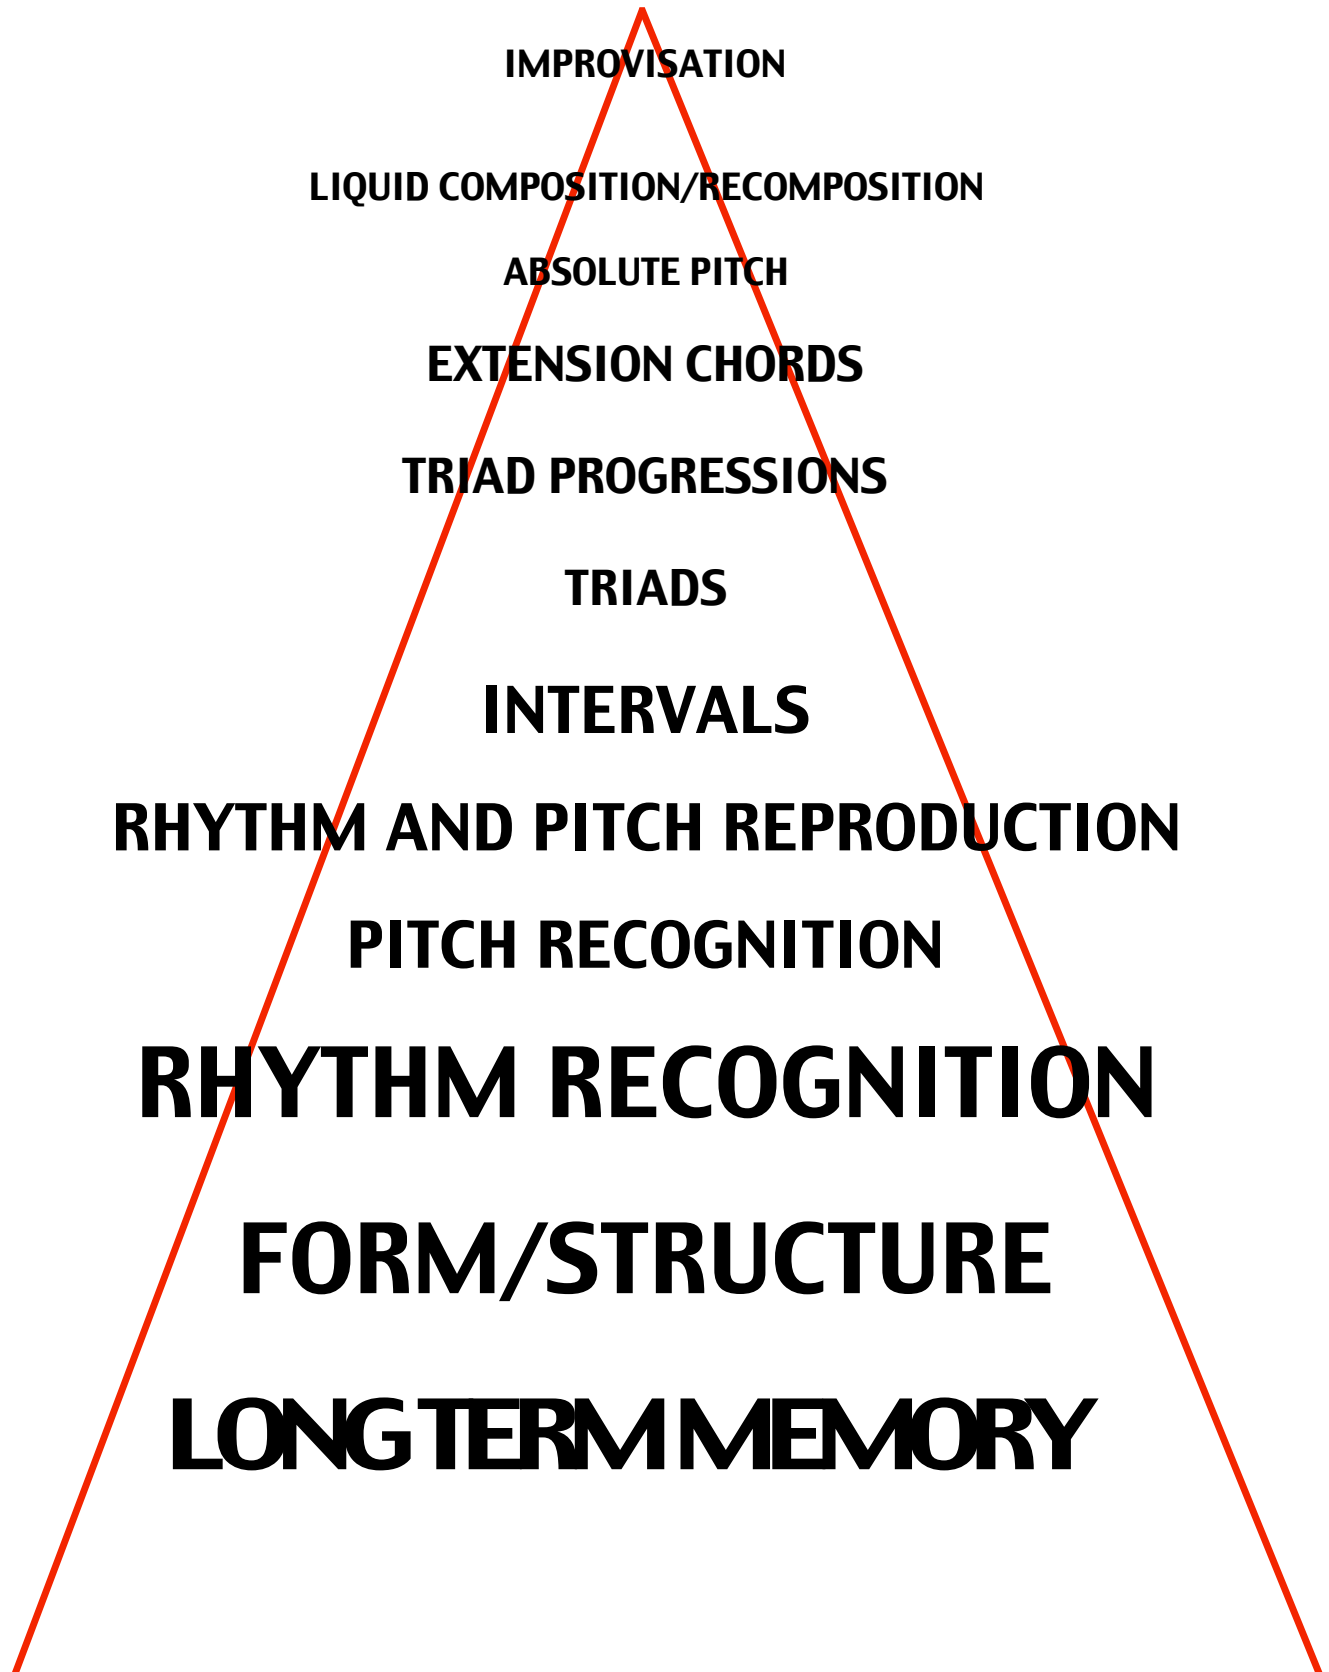 IMPROVISATION
LIQUID COMPOSITION/RECOMPOSITION
ABSOLUTE PITCH
EXTENSION CHORDS
TRIAD PROGRESSIONS
TRIADS
INTERVALS
RHYTHM AND PITCH REPRODUCTION
PITCH RECOGNITION
RHYTHM RECOGNITION
FORM/STRUCTURE
LONG TERM MEMORY